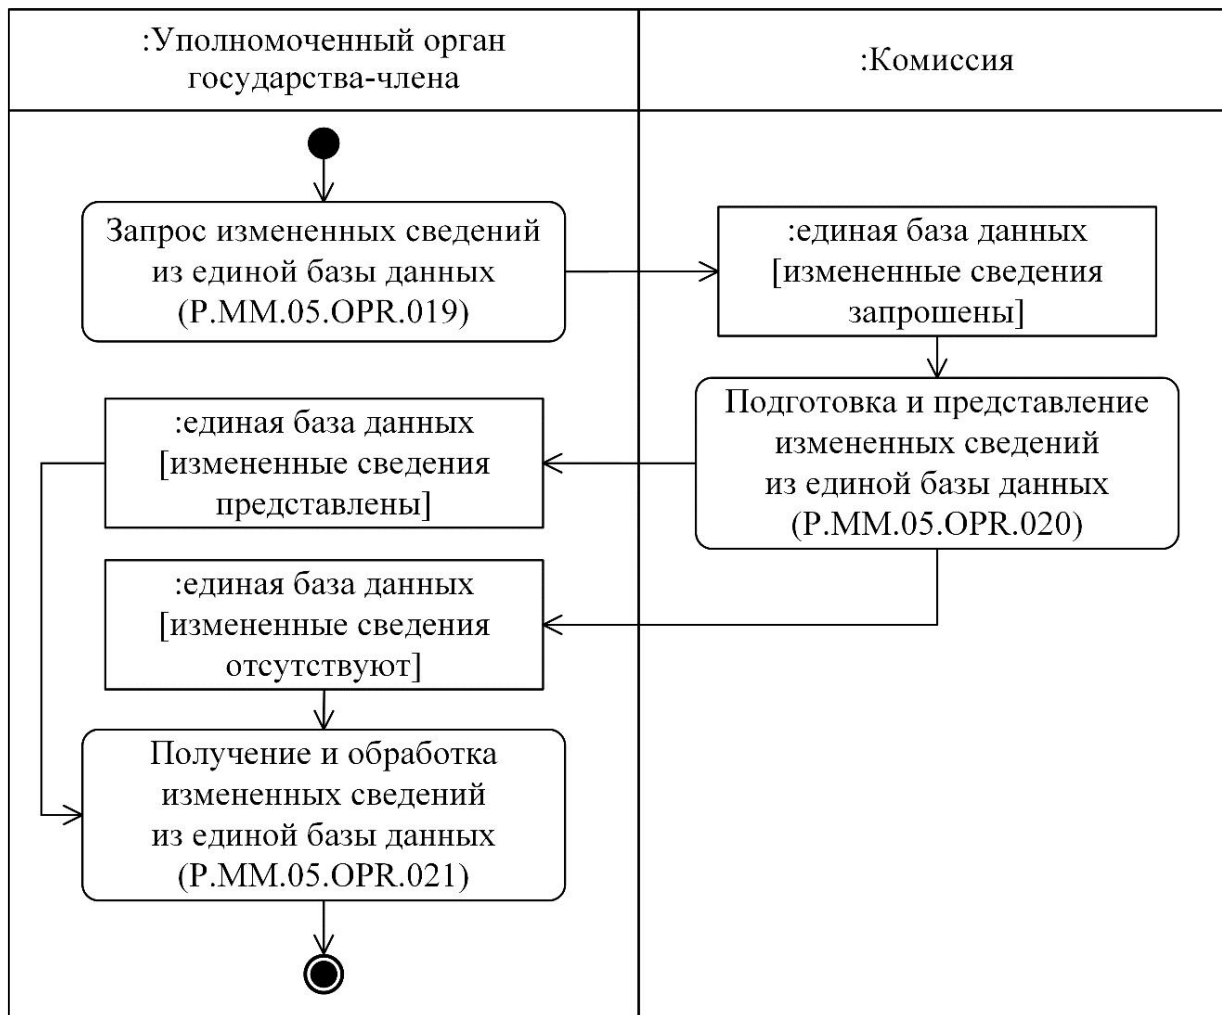 :Уполномоченный орган
государства-члена
:Комиссия
Запрос измененных сведений
из единой базы данных
(P.MM.05.OPR.019)
:единая база данных
[измененные сведения
запрошены]
Подготовка и представление
измененных сведений
из единой базы данных
(P.MM.05.OPR.020)
:единая база данных
[измененные сведения
представлены]
:единая база данных
[измененные сведения
отсутствуют]
Получение и обработка
измененных сведений
из единой базы данных
(P.MM.05.OPR.021)